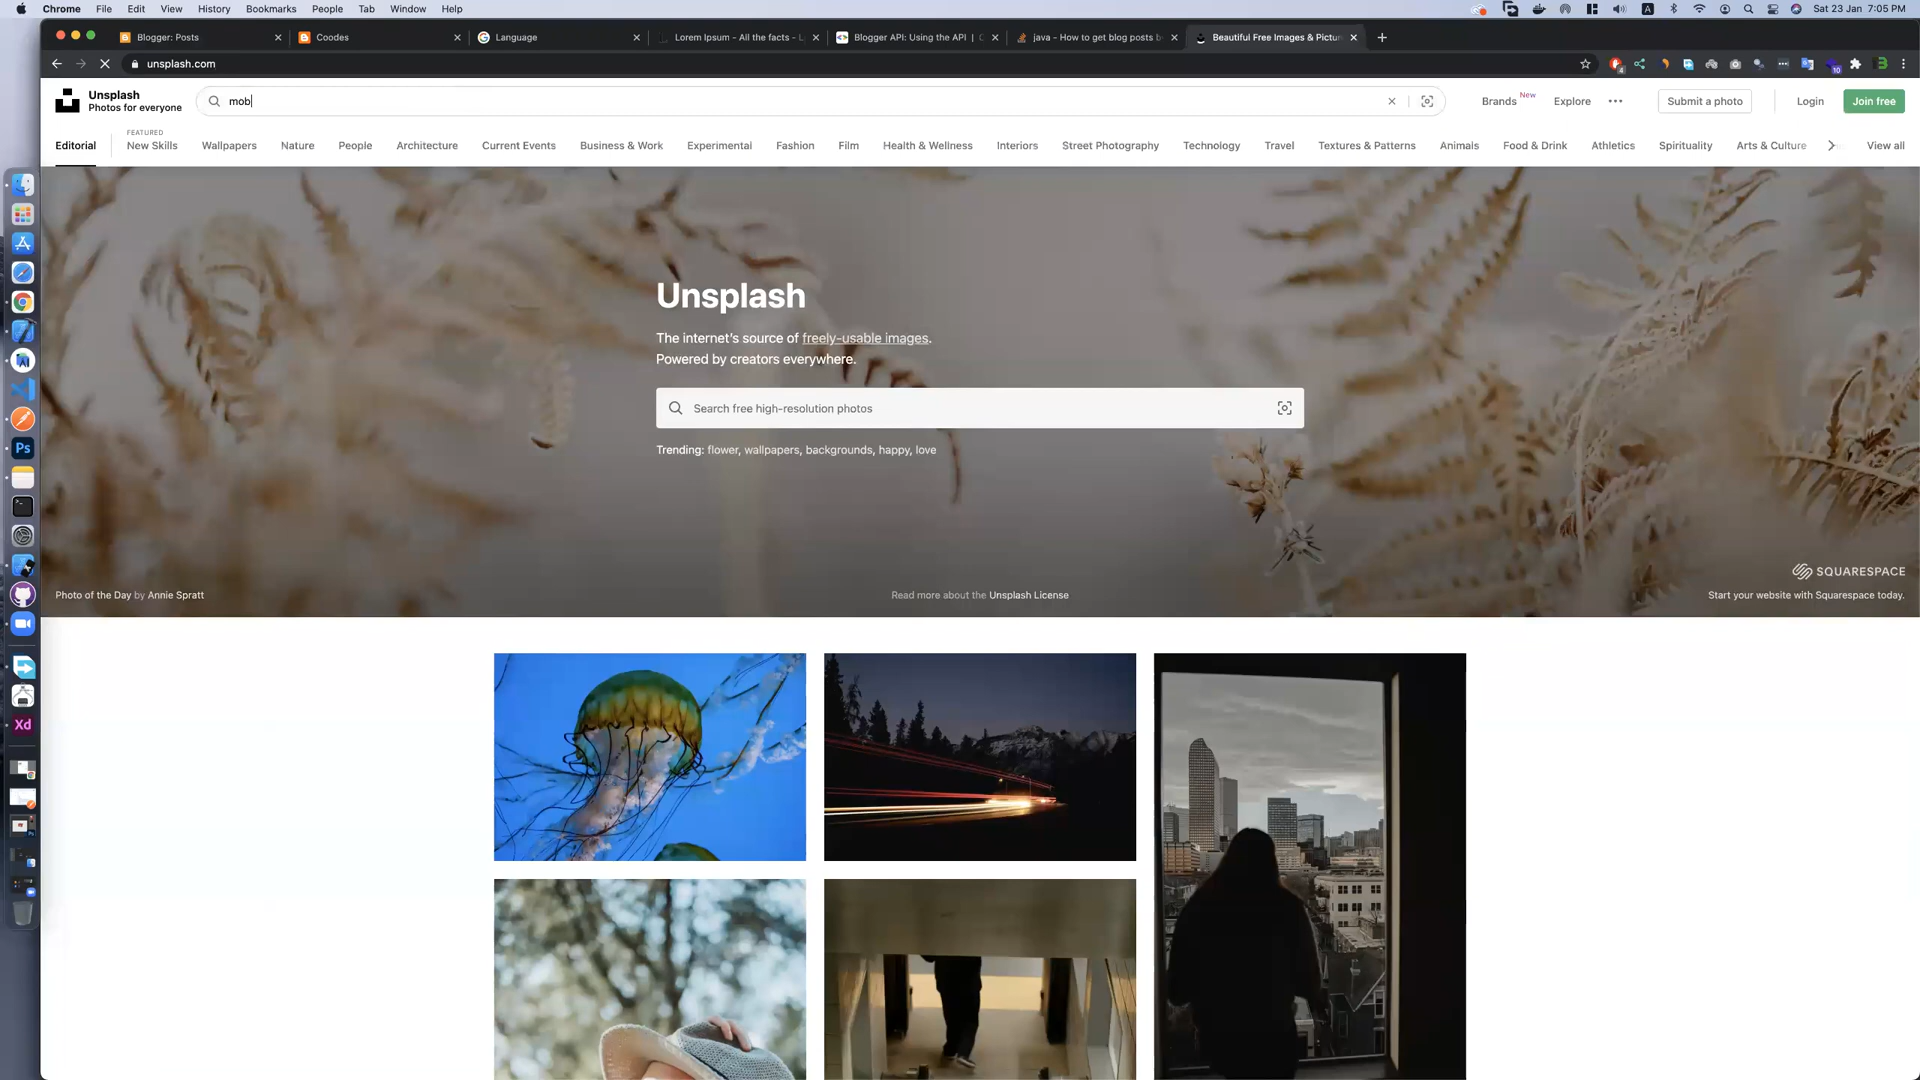 Chrome File Edit View History Bookmarks People Tab Window Help
Sat 23 Jan 7:05 PM
Blogger: Posts
Coodes
Language
Lorem Ipsum - All the facts - L
Blogger API: Using the API |
java - How to get blog posts b
Beautiful Free Images & Pictur
unsplash.com
10
4
Unsplash
Photos for everyone
mob
Brands New
Explore
Submit a photo
Login
Join free
FEATURED
Editorial New Skills Wallpapers Nature People Architecture Current Events Business & Work Experimental Fashion Film Health & Wellness Interiors Street Photography Technology Travel Textures & Patterns Animals Food & Drink Athletics Spirituality Arts & Culture View all
Unsplash
The internet's source of freely-usable images.
Powered by creators everywhere.
Search free high-resolution photos
Trending: flower, wallpapers, backgrounds, happy, love
SQUARESPACE
Photo of the Day by Annie Spratt
Read more about the Unsplash License
Start your website with Squarespace today.
Ps
Xd